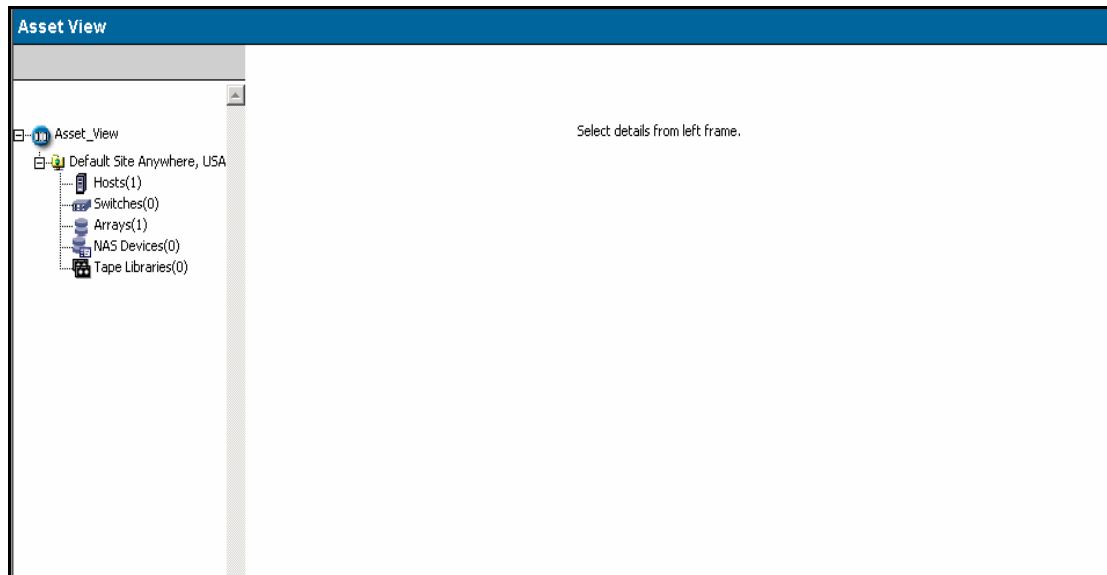 Asset View
Asset_View
Default Site Anywhere, USA
Hosts(1)
Switches(0)
Arrays(1)
NAS Devices(0)
Tape Libraries(0)
Select details from left frame.